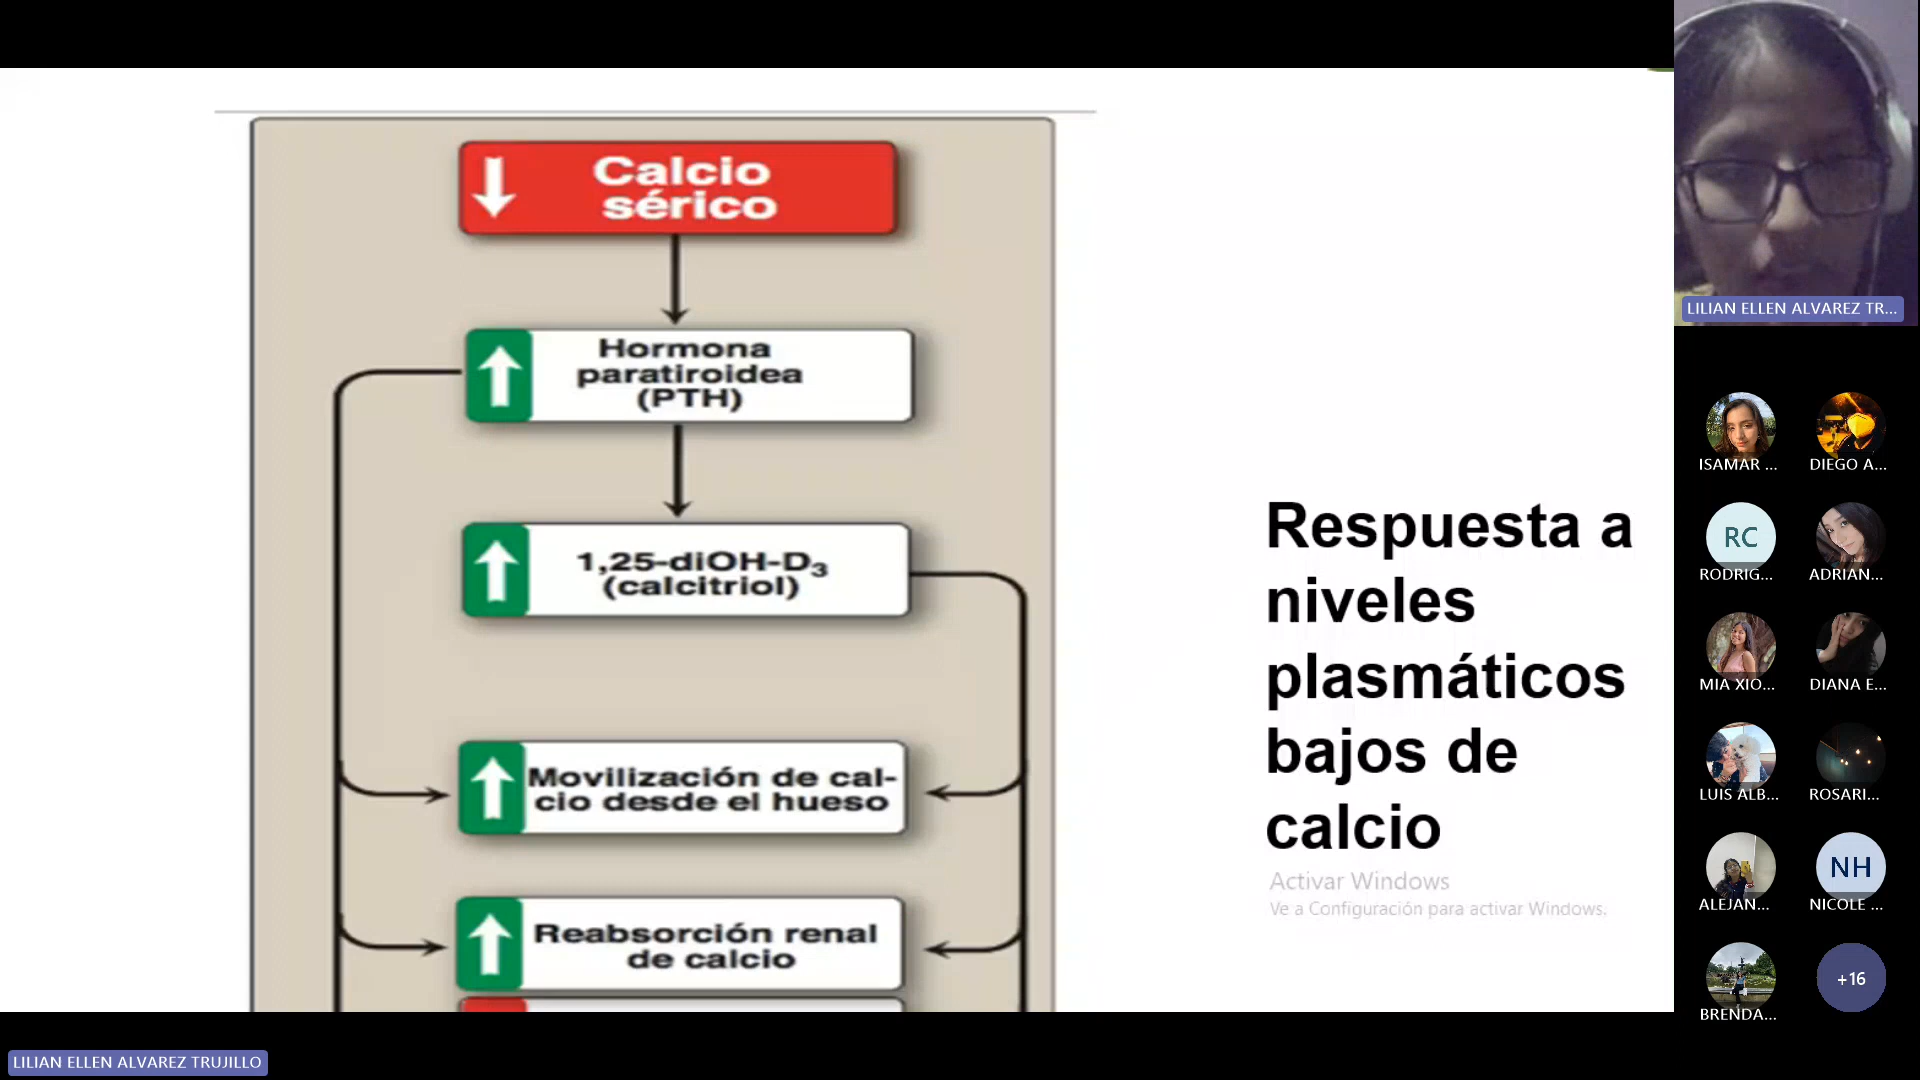 Calcio
sérico
Hormona
paratiroidea
(PTH)
1,25-diOH-D₃
(calcitriol)
Movilización de cal-
cio desde el hueso
Reabsorción renal
de calcio
Respuesta a
niveles
plasmáticos
bajos de
calcio
Activar Windows
Ve a Configuración para activar Windows.
LILIAN ELLEN ALVAREZ TR...
ISAMAR ...
DIEGO A...
RC
RODRIG...
ADRIAN...
MIA XIO...
DIANA E...
LUIS ALB...
ROSARI...
ALEJAN...
NH
NICOLE ...
BRENDA...
+16
LILIAN ELLEN ALVAREZ TRUJILLO